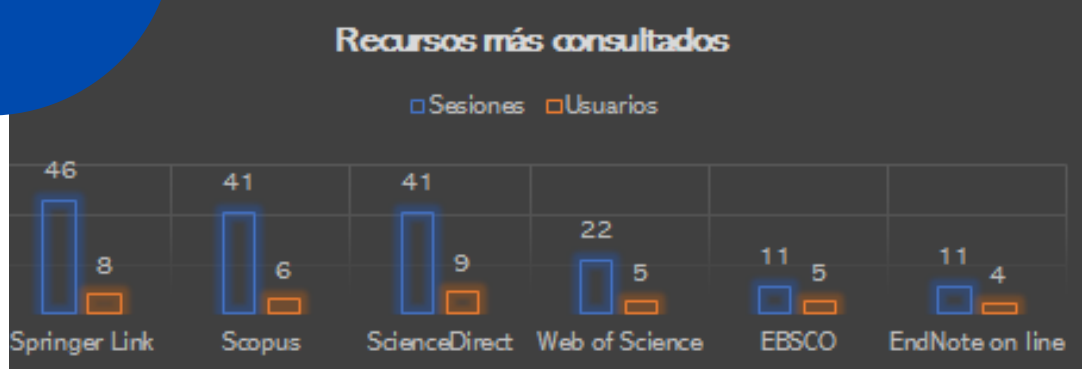 Recursos más consultados
Sesiones Usuarios
46 41 41 22 11 11
8 6 9 5 5 4
Springer Link Scopus ScienceDirect Web of Science EBSCO EndNote on line